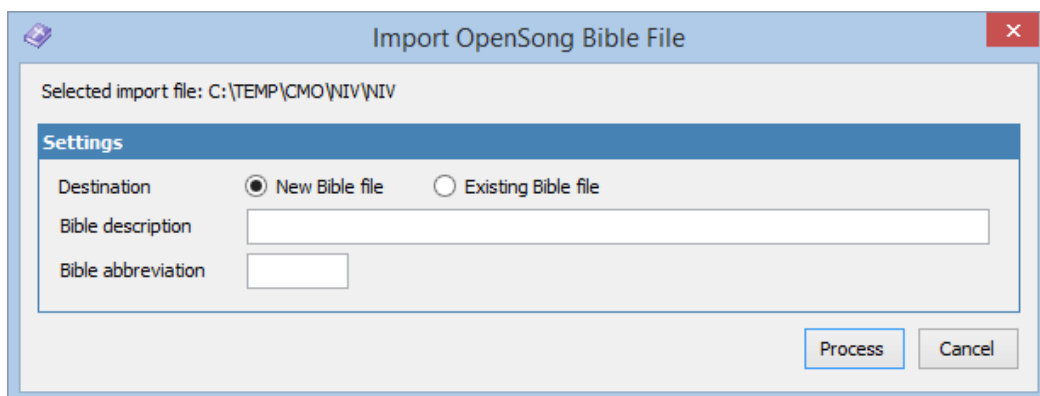 Import OpenSong Bible File
Selected import file: C:\TEMP\CMO\NIV\NIV
Settings
Destination New Bible file Existing Bible file
Bible description
Bible abbreviation
Process Cancel